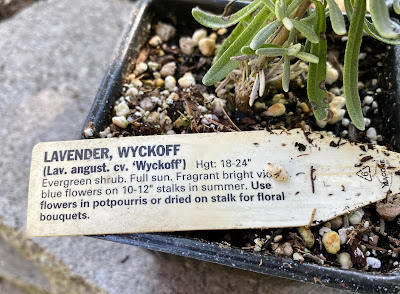 LAVENDER, WYCKOFF
(Lav. angust. cv. 'Wyckoff') Hgt: 18-24"
Evergreen shrub. Full sun. Fragrant bright
blue flowers on 10-12" stalks in summer. Use
flowers in potpourris or dried on stalk for floral
bouquets.